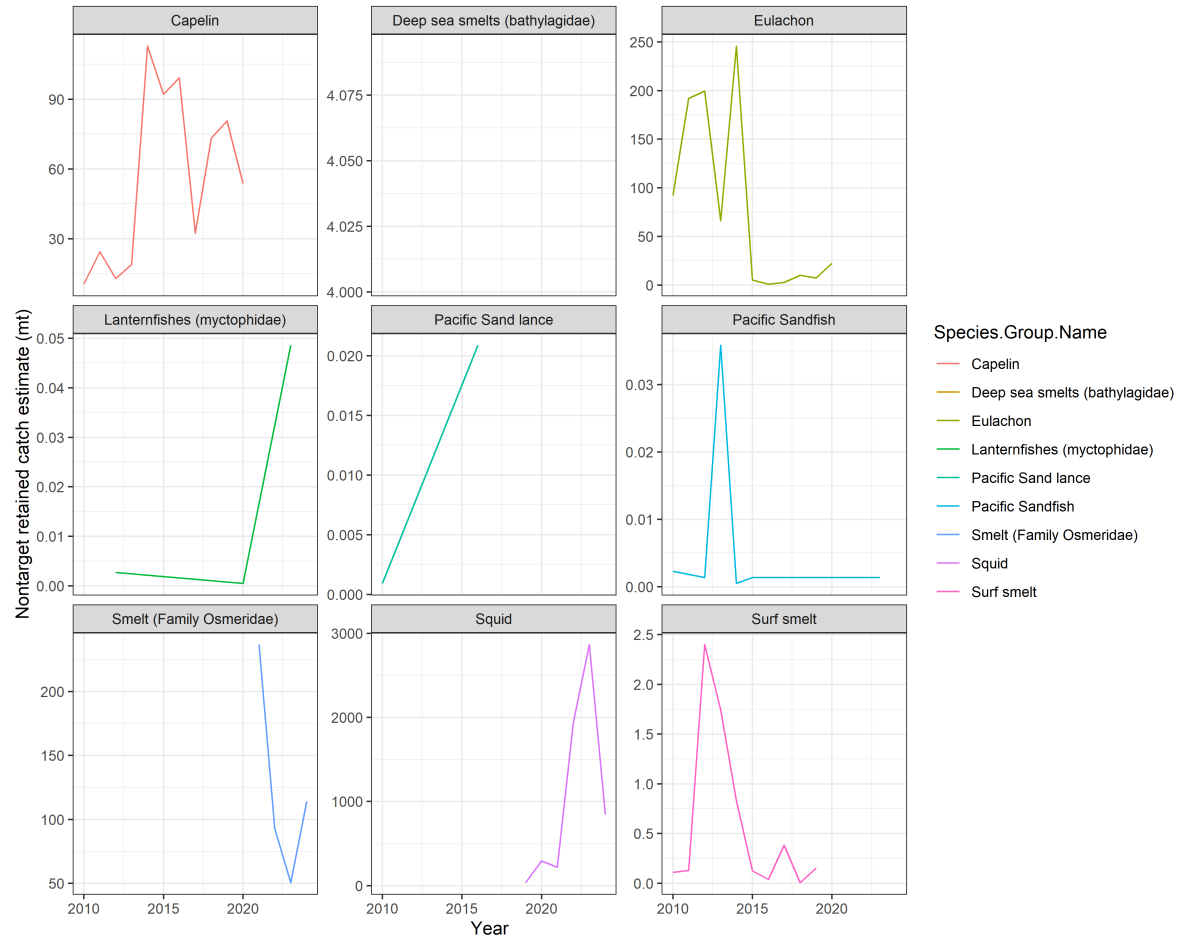 Capelin
Deep sea smelts (bathylagidae)
Eulachon
90
60
30
4.075
4.050
4.025
4.000
250
200
150
100
50
0
Lanternfishes (myctophidae)
Pacific Sand lance
Pacific Sandfish
0.05
0.04
0.03
0.02
0.01
0.00
0.020
0.015
0.010
0.005
0.000
0.03
0.02
0.01
0.00
Smelt (Family Osmeridae)
Squid
Surf smelt
200
150
100
50
3000
2000
1000
0
2.5
2.0
1.5
1.0
0.5
0.0
2010 2015 2020
2010 2015 2020
2010 2015 2020
Year
Nontarget retained catch estimate (mt)
Species.Group.Name
Capelin
Deep sea smelts (bathylagidae)
Eulachon
Lanternfishes (myctophidae)
Pacific Sand lance
Pacific Sandfish
Smelt (Family Osmeridae)
Squid
Surf smelt